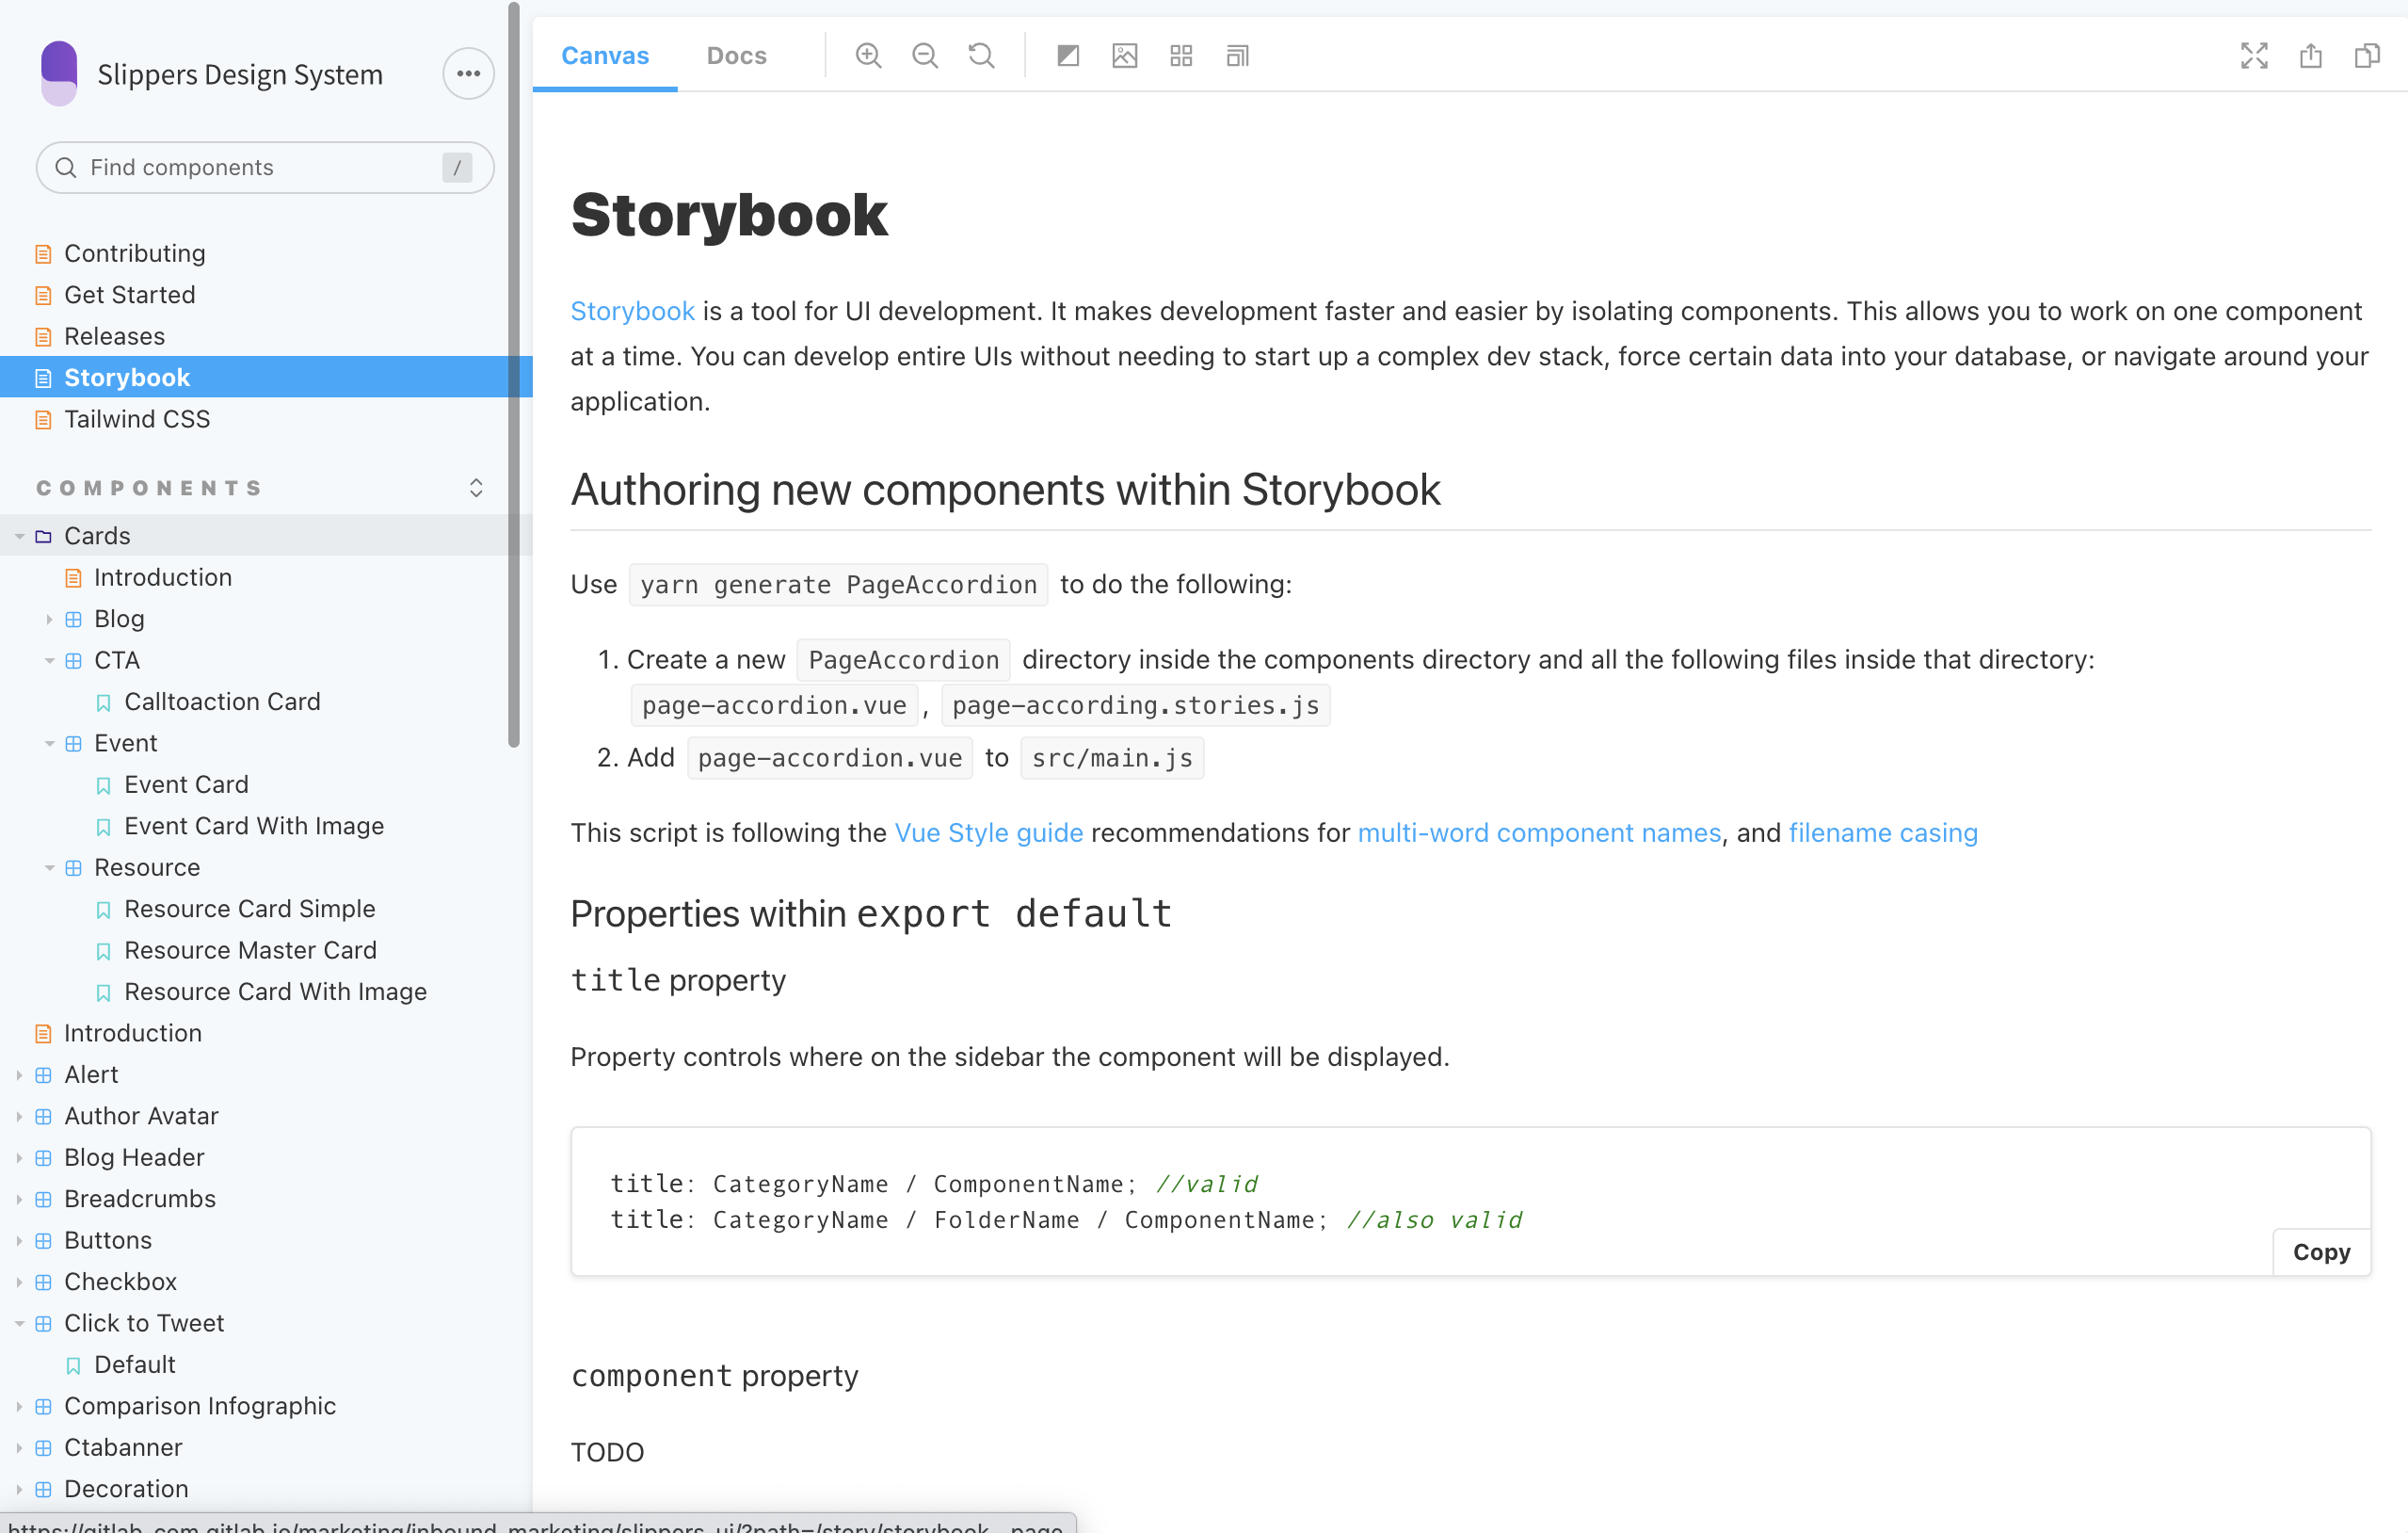 Slippers Design System
Find components
/
Contributing
Get Started
Releases
Storybook
Tailwind CSS
COMPONENTS
Cards
Introduction
Blog
CTA
Calltoaction Card
Event
Event Card
Event Card With Image
Resource
Resource Card Simple
Resource Master Card
Resource Card With Image
Introduction
Alert
Author Avatar
Blog Header
Breadcrumbs
Buttons
Checkbox
Click to Tweet
Default
Comparison Infographic
Ctabanner
Decoration
Canvas
Docs
Storybook
Storybook is a tool for UI development. It makes development faster and easier by isolating components. This allows you to work on one component
at a time. You can develop entire UIs without needing to start up a complex dev stack, force certain data into your database, or navigate around your
application.
Authoring new components within Storybook
Use yarn generate PageAccordion to do the following:
1. Create a new PageAccordion directory inside the components directory and all the following files inside that directory:
page-accordion.vue, page-according.stories.js
2. Add page-accordion.vue to src/main.js
This script is following the Vue Style guide recommendations for multi-word component names, and filename casing
Properties within export default
title property
Property controls where on the sidebar the component will be displayed.
title: CategoryName / ComponentName; //valid
title: CategoryName / FolderName / ComponentName; //also valid
Copy
component property
TODO
https://gitlab-com.gitlab.io/marketing/inbound-marketing/slippers-ui/?path=/story/storybook--page